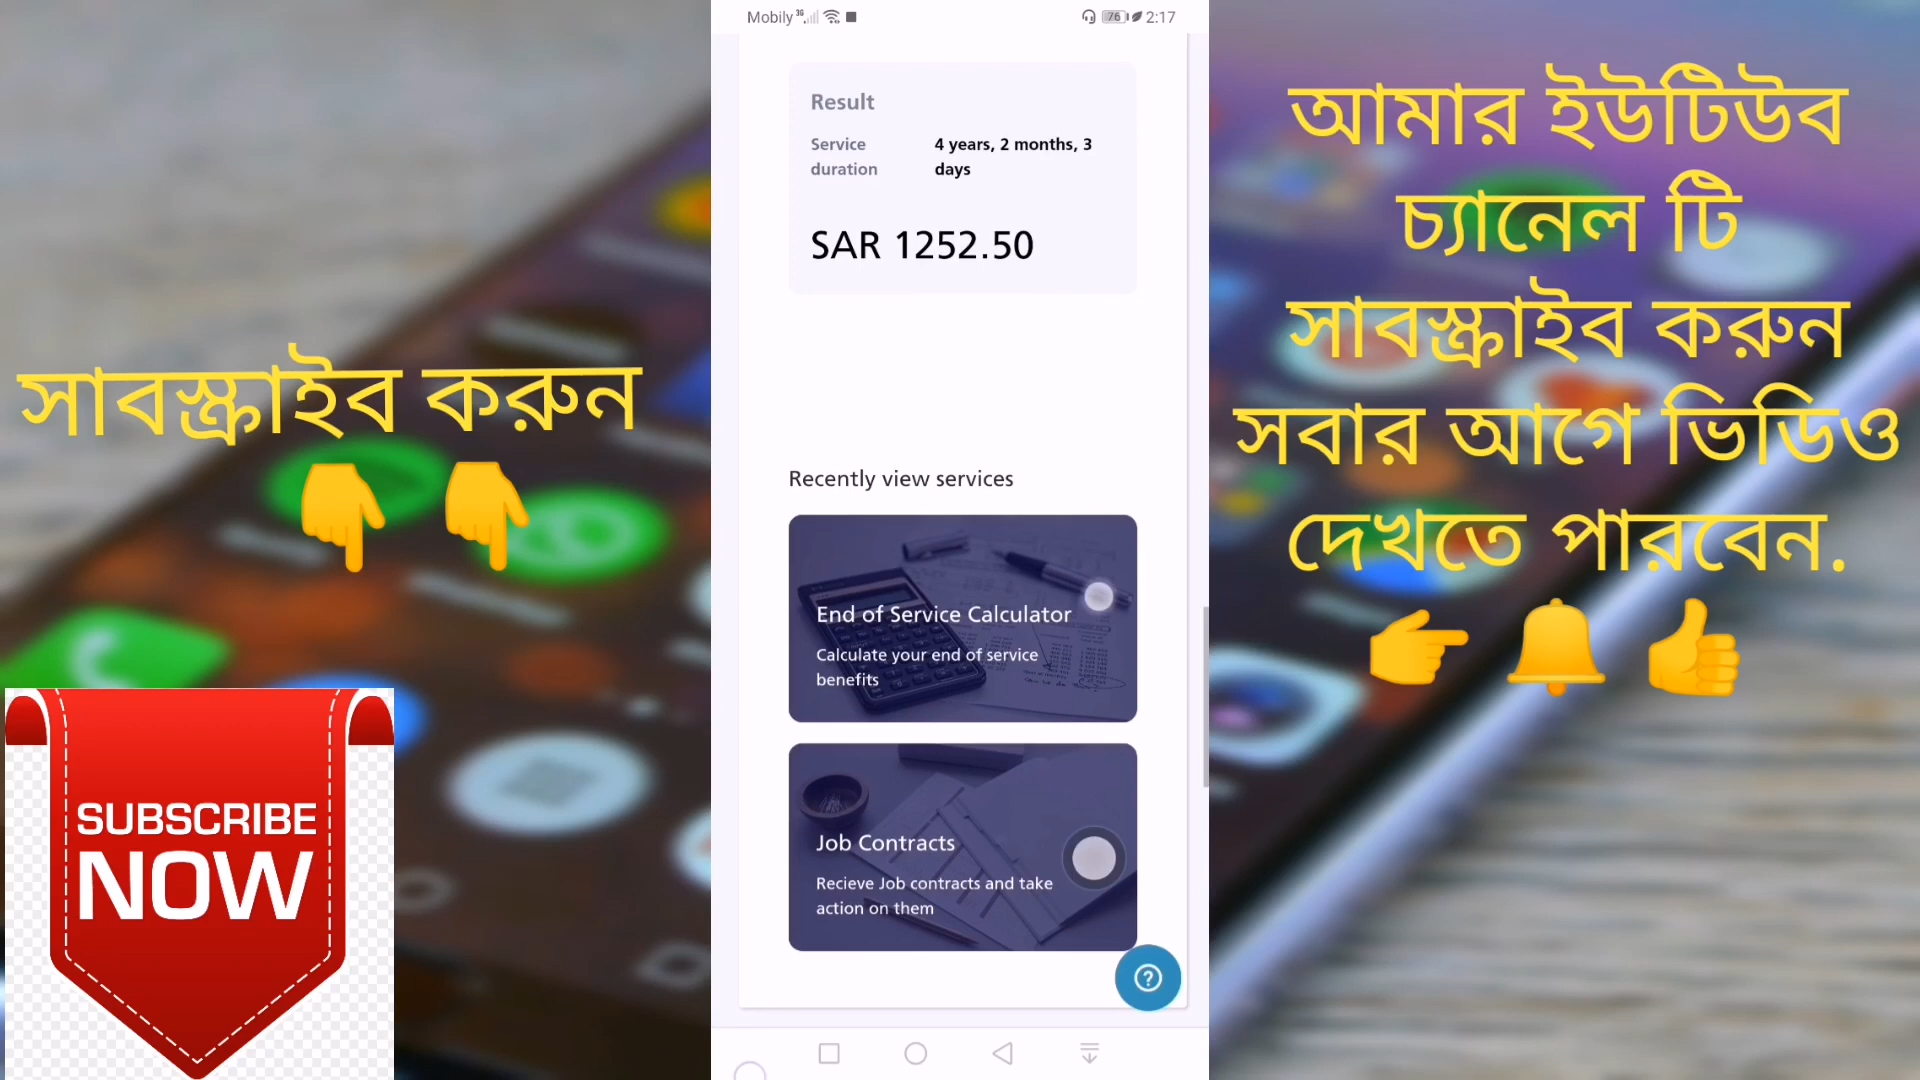 সাবস্ক্রাইব করুন
SUBSCRIBE
NOW
Mobily 3G 76 2:17
Result
Service duration
4 years, 2 months, 3 days
SAR 1252.50
Recently view services
End of Service Calculator
Calculate your end of service
benefits
Job Contracts
Recieve Job contracts and take
action on them
আমার ইউটিউব
চ্যানেল টি
সাবস্ক্রাইব করুন
সবার আগে ভিডিও
দেখতে পারবেন.